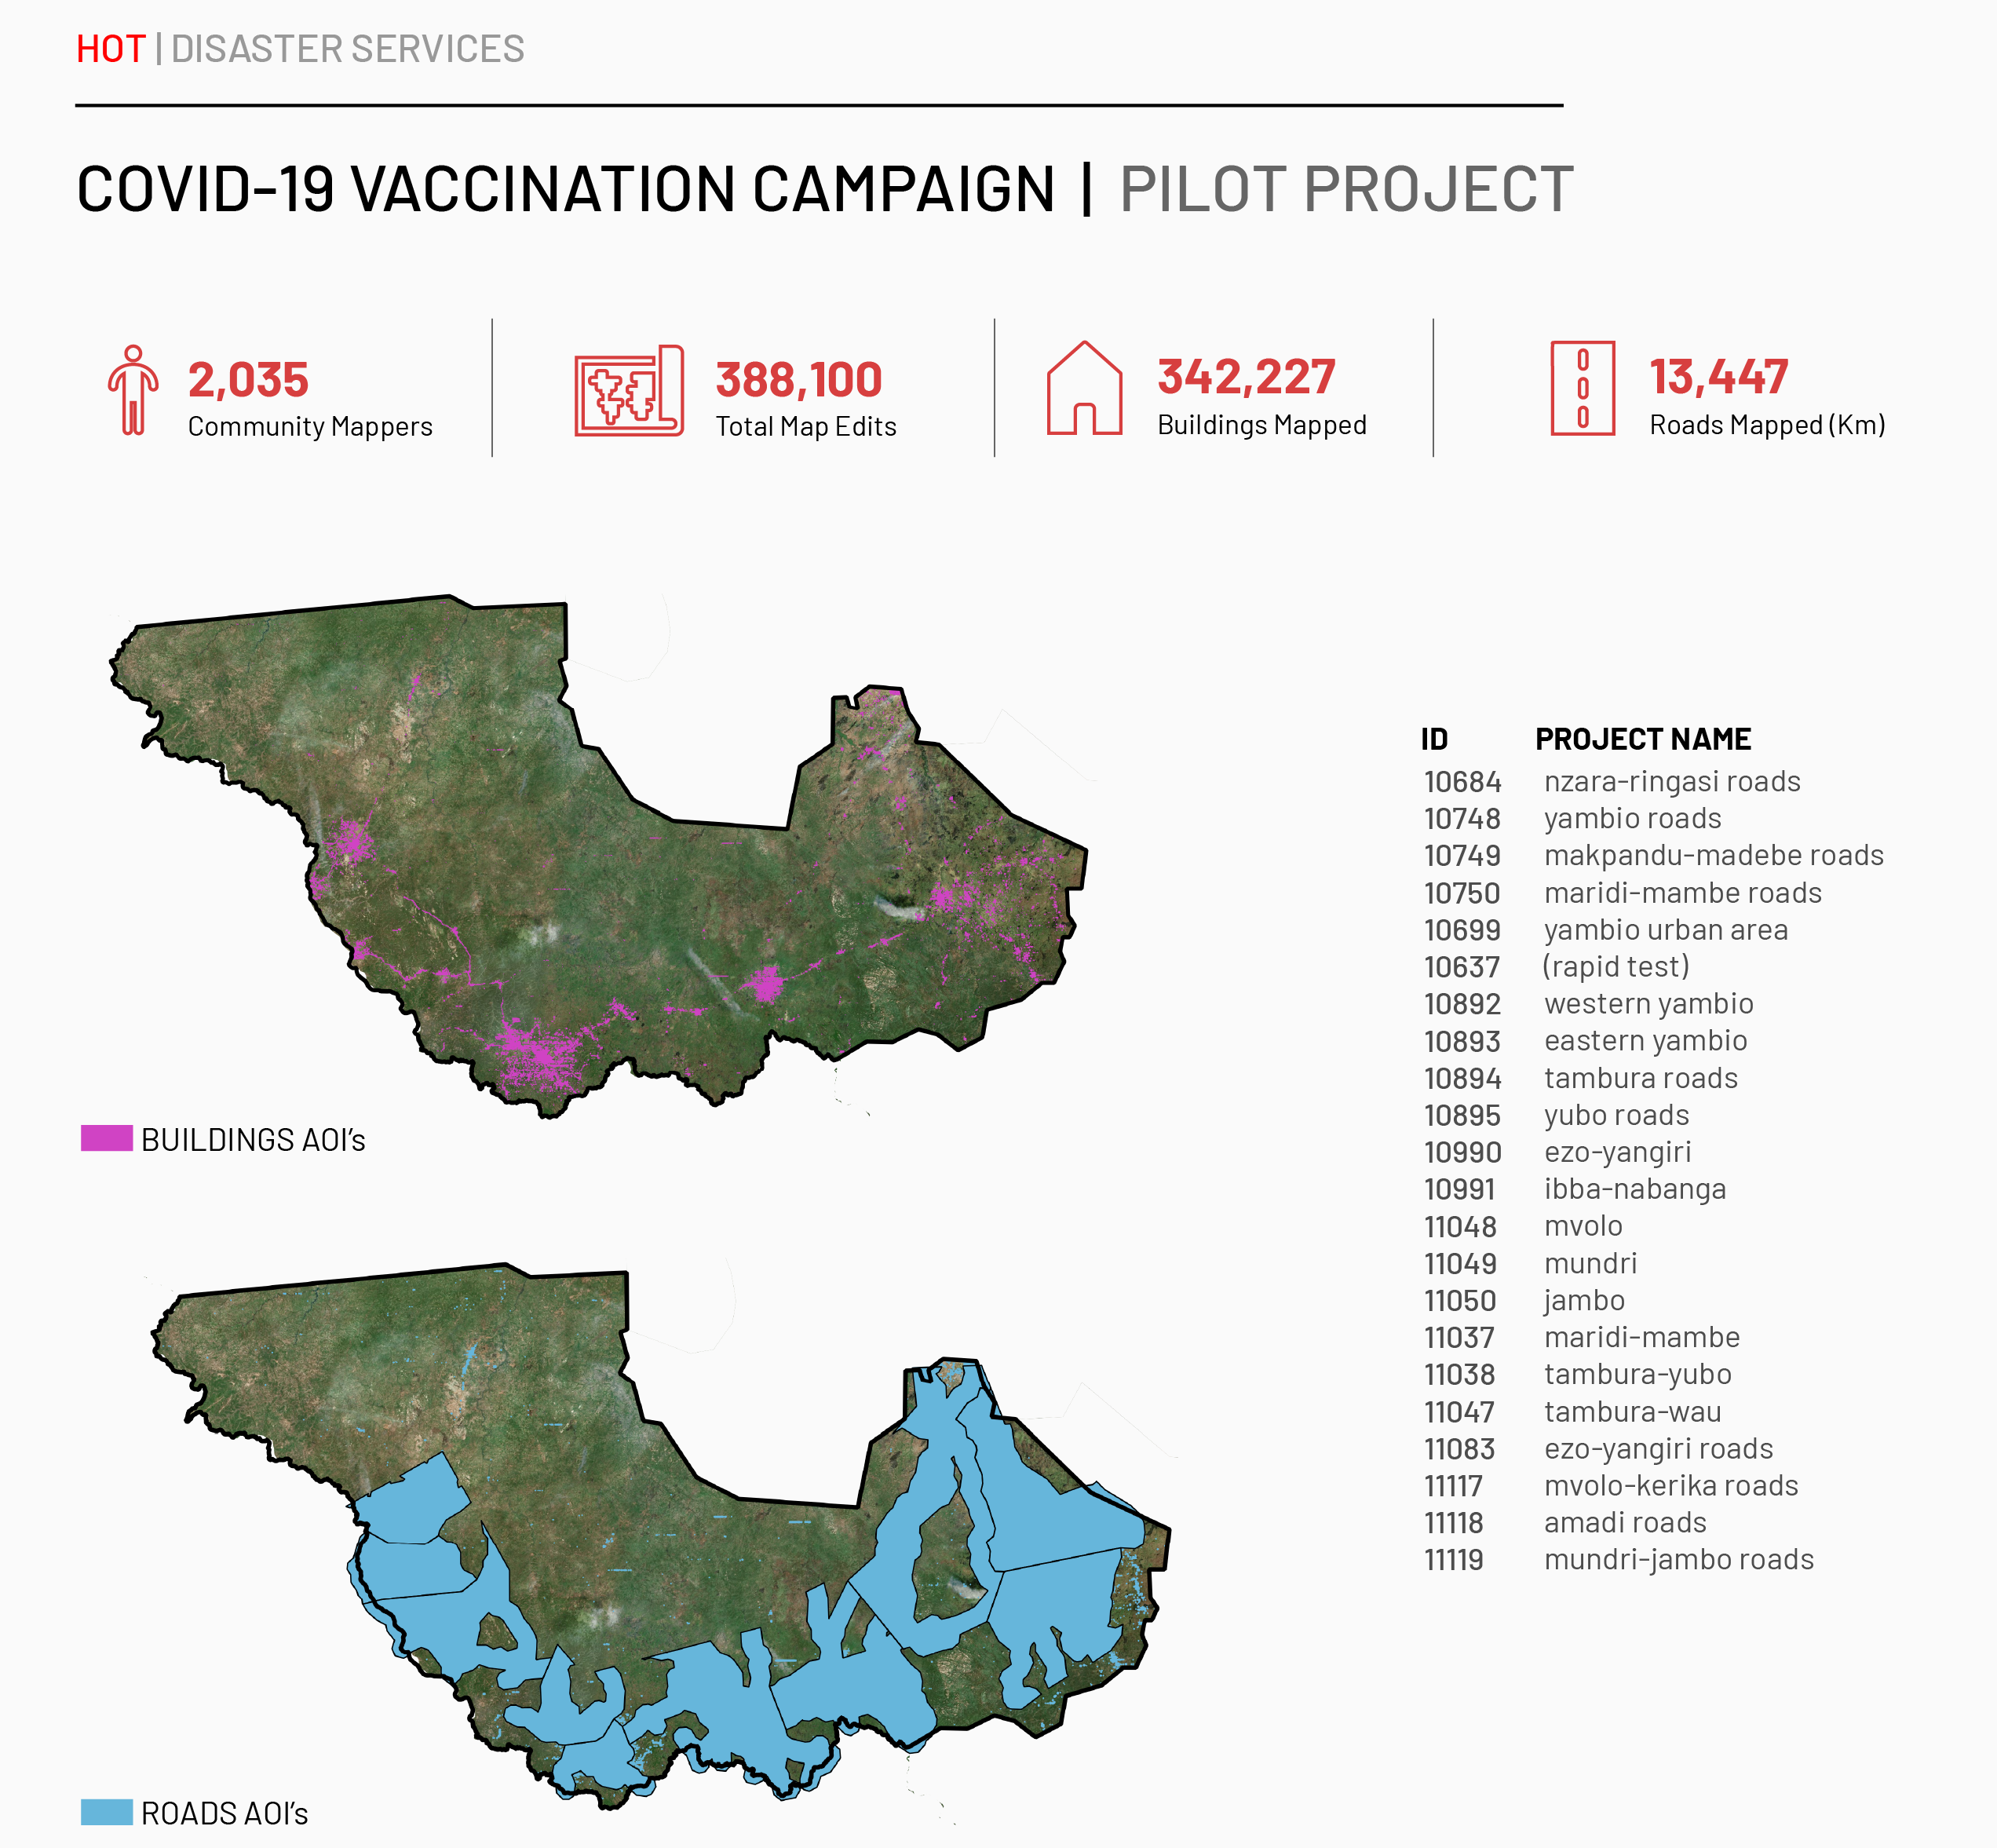 HOT | DISASTER SERVICES
COVID-19 VACCINATION CAMPAIGN | PILOT PROJECT
2,035
Community Mappers
388,100
Total Map Edits
342,227
Buildings Mapped
13,447
Roads Mapped (Km)
BUILDINGS AOI's
ROADS AOI's
ID PROJECT NAME
10684 nzara-ringasi roads
10748 yambio roads
10749 makpandu-madebe roads
10750 maridi-mambe roads
10699 yambio urban area
10637 (rapid test)
10892 western yambio
10893 eastern yambio
10894 tambura roads
10895 yubo roads
10990 ezo-yangiri
10991 ibba-nabanga
11048 mvolo
11049 mundri
11050 jambo
11037 maridi-mambe
11038 tambura-yubo
11047 tambura-wau
11083 ezo-yangiri roads
11117 mvolo-kerika roads
11118 amadi roads
11119 mundri-jambo roads